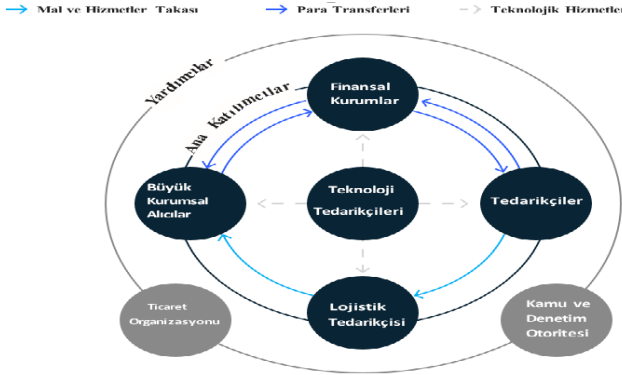 Mal ve Hizmetler Takası
Para Transferleri
Teknolojik Hizmetler
Yardımcılar
Ana Katılımcılar
Finansal
Kurumlar
Büyük
Kurumsal
Alıcılar
Teknoloji
Tedarikçileri
Tedarikçiler
Lojistik
Tedarikçisi
Ticaret
Organizasyonu
Kamu ve
Denetim
Otoritesi